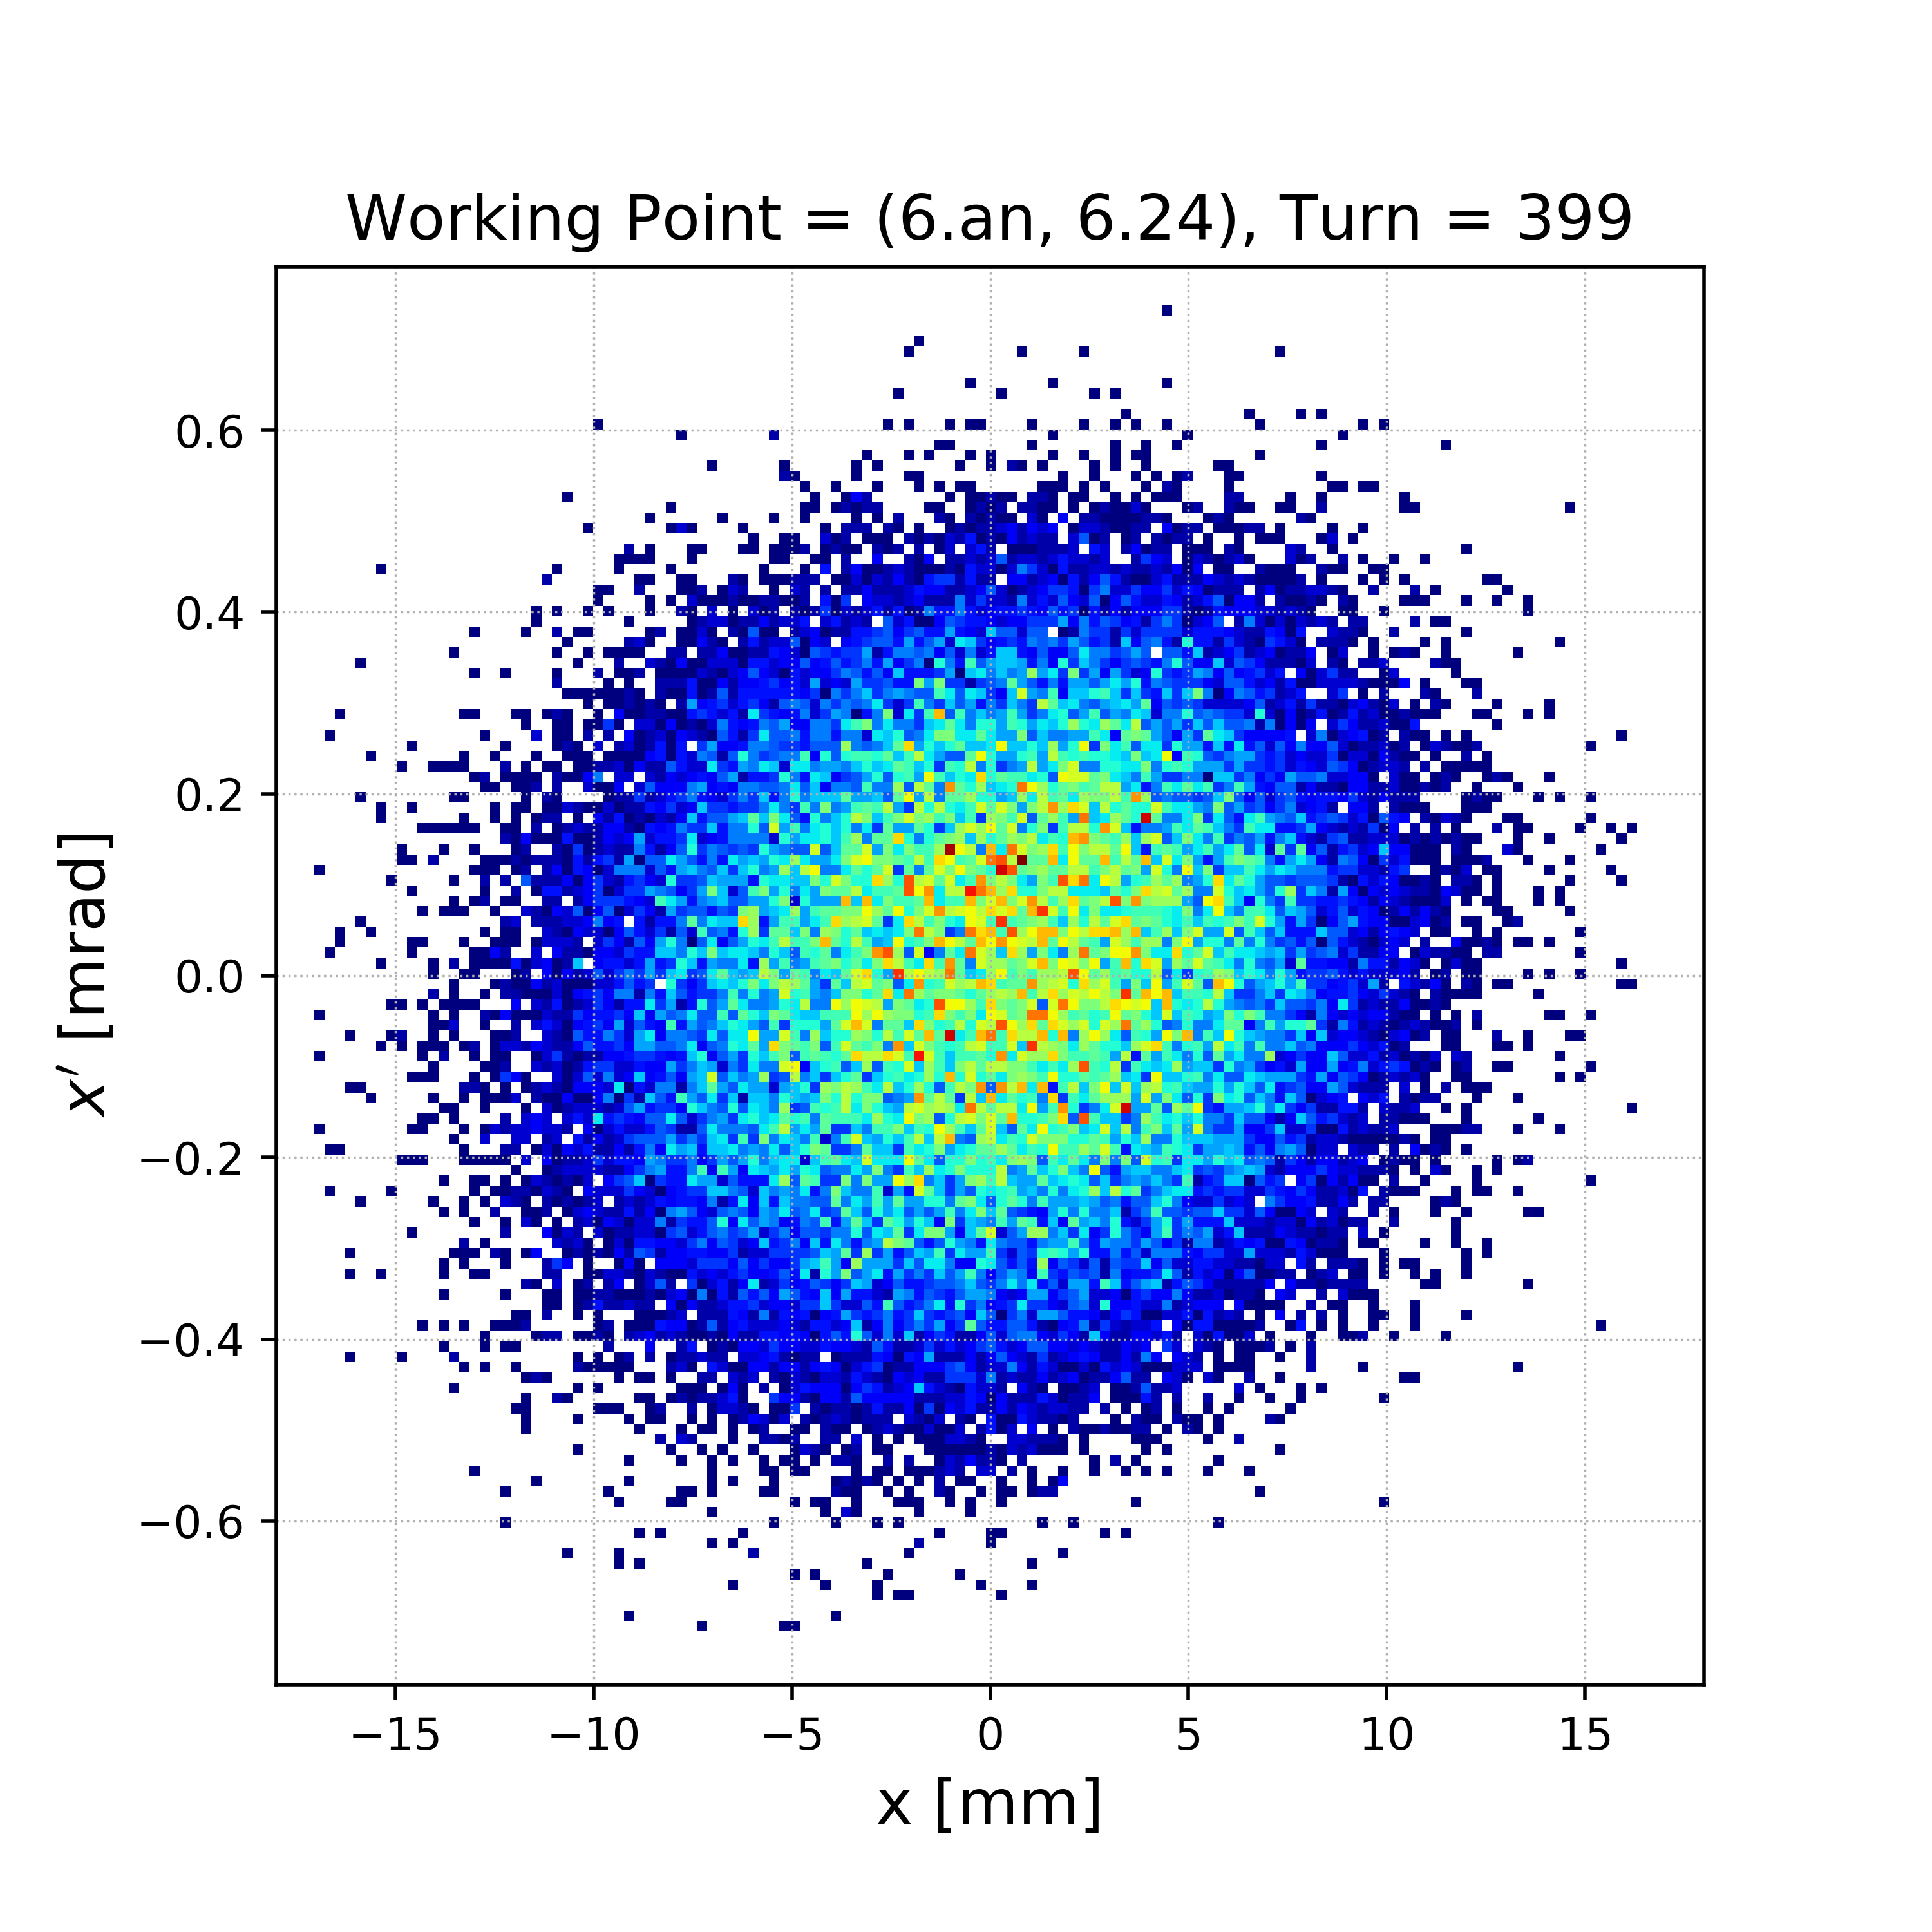 Working Point = (6.an, 6.24), Turn = 399
x′ [mrad]
0.6
0.4
0.2
0.0
−0.2
−0.4
−0.6
−15 −10 −5 0 5 10 15
x [mm]